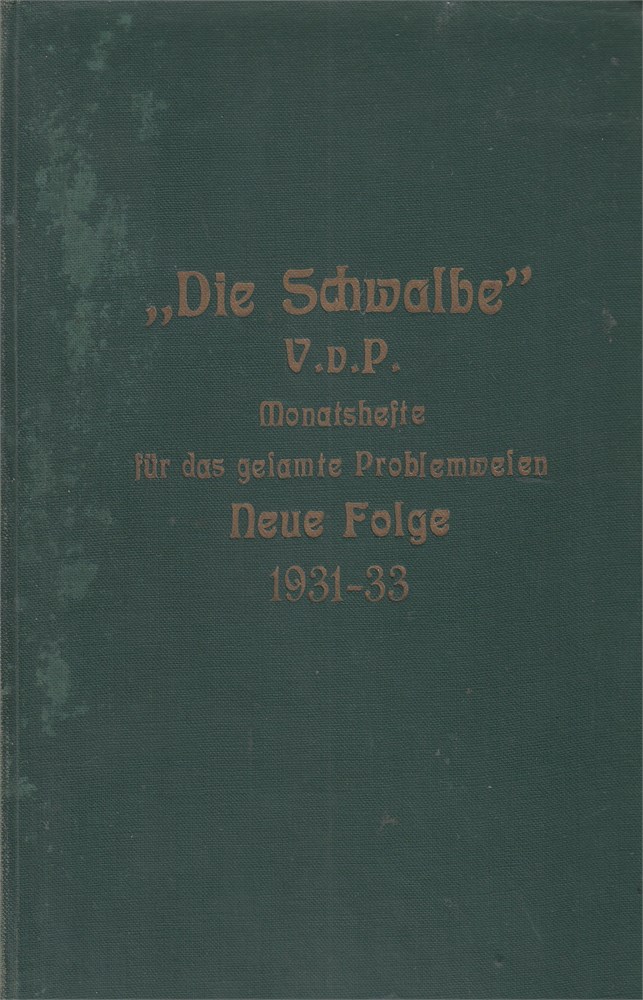 „Die Schwalbe”
V.v.P.
Monatshefte
für das geſamte Problemweſen
Neue Folge
1931-33